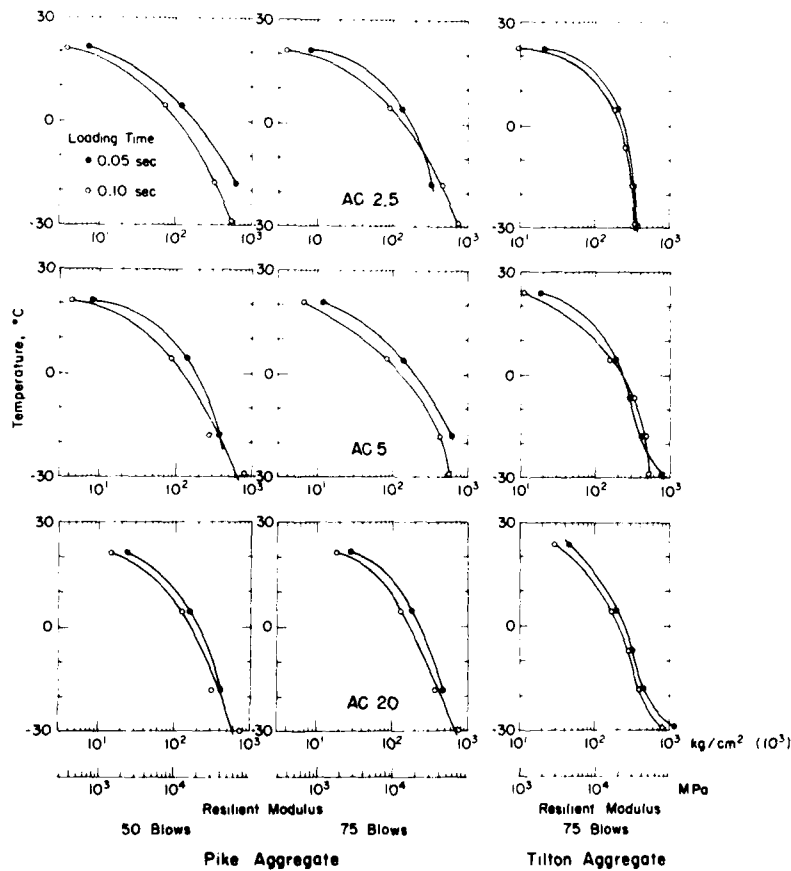 30
0
-30
Loading Time
0.05 sec
0.10 sec
10¹ 10² 10³
30
0
-30
AC 2.5
10 10² 10³
30
0
-30
10¹ 10² 10³
Temperature, °C
30
0
-30
10¹ 10² 10³
30
0
-30
AC 5
10¹ 10² 10³
30
0
-30
10¹ 10² 10³
30
0
-30
10¹ 10² 10³
30
0
-30
AC 20
10¹ 10² 10³
30
0
-30
10¹ 10² 10³ kg/cm² (10³)
10³ 10⁴
10³ 10⁴
10³ 10⁴ MPa
Resilient Modulus
50 Blows 75 Blows
Pike Aggregate
Resilient Modulus
75 Blows
Tilton Aggregate